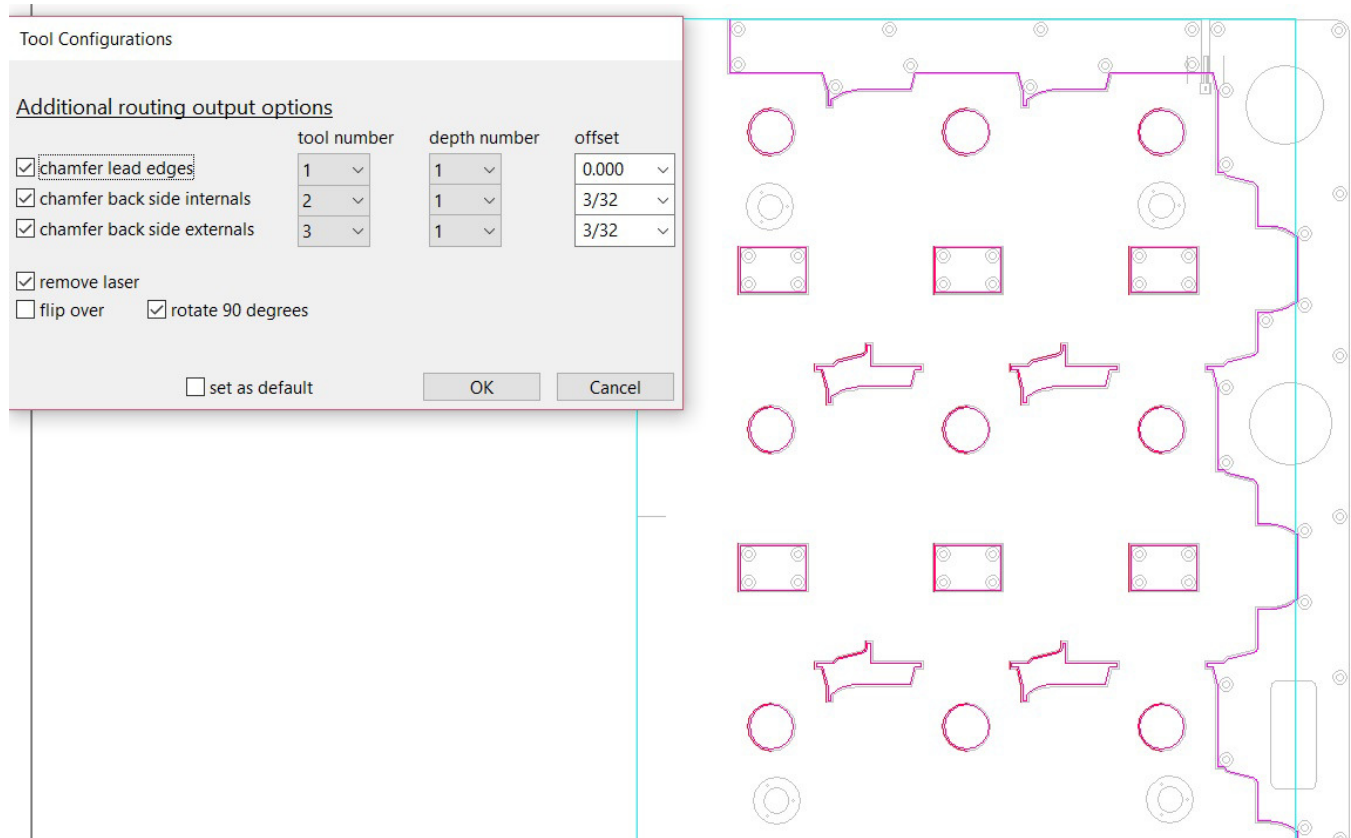 Tool Configurations
Additional routing output options
tool number depth number offset
chamfer lead edges 1 1 0.000
chamfer back side internals 2 1 3/32
chamfer back side externals 3 1 3/32
remove laser
flip over rotate 90 degrees
set as default OK Cancel